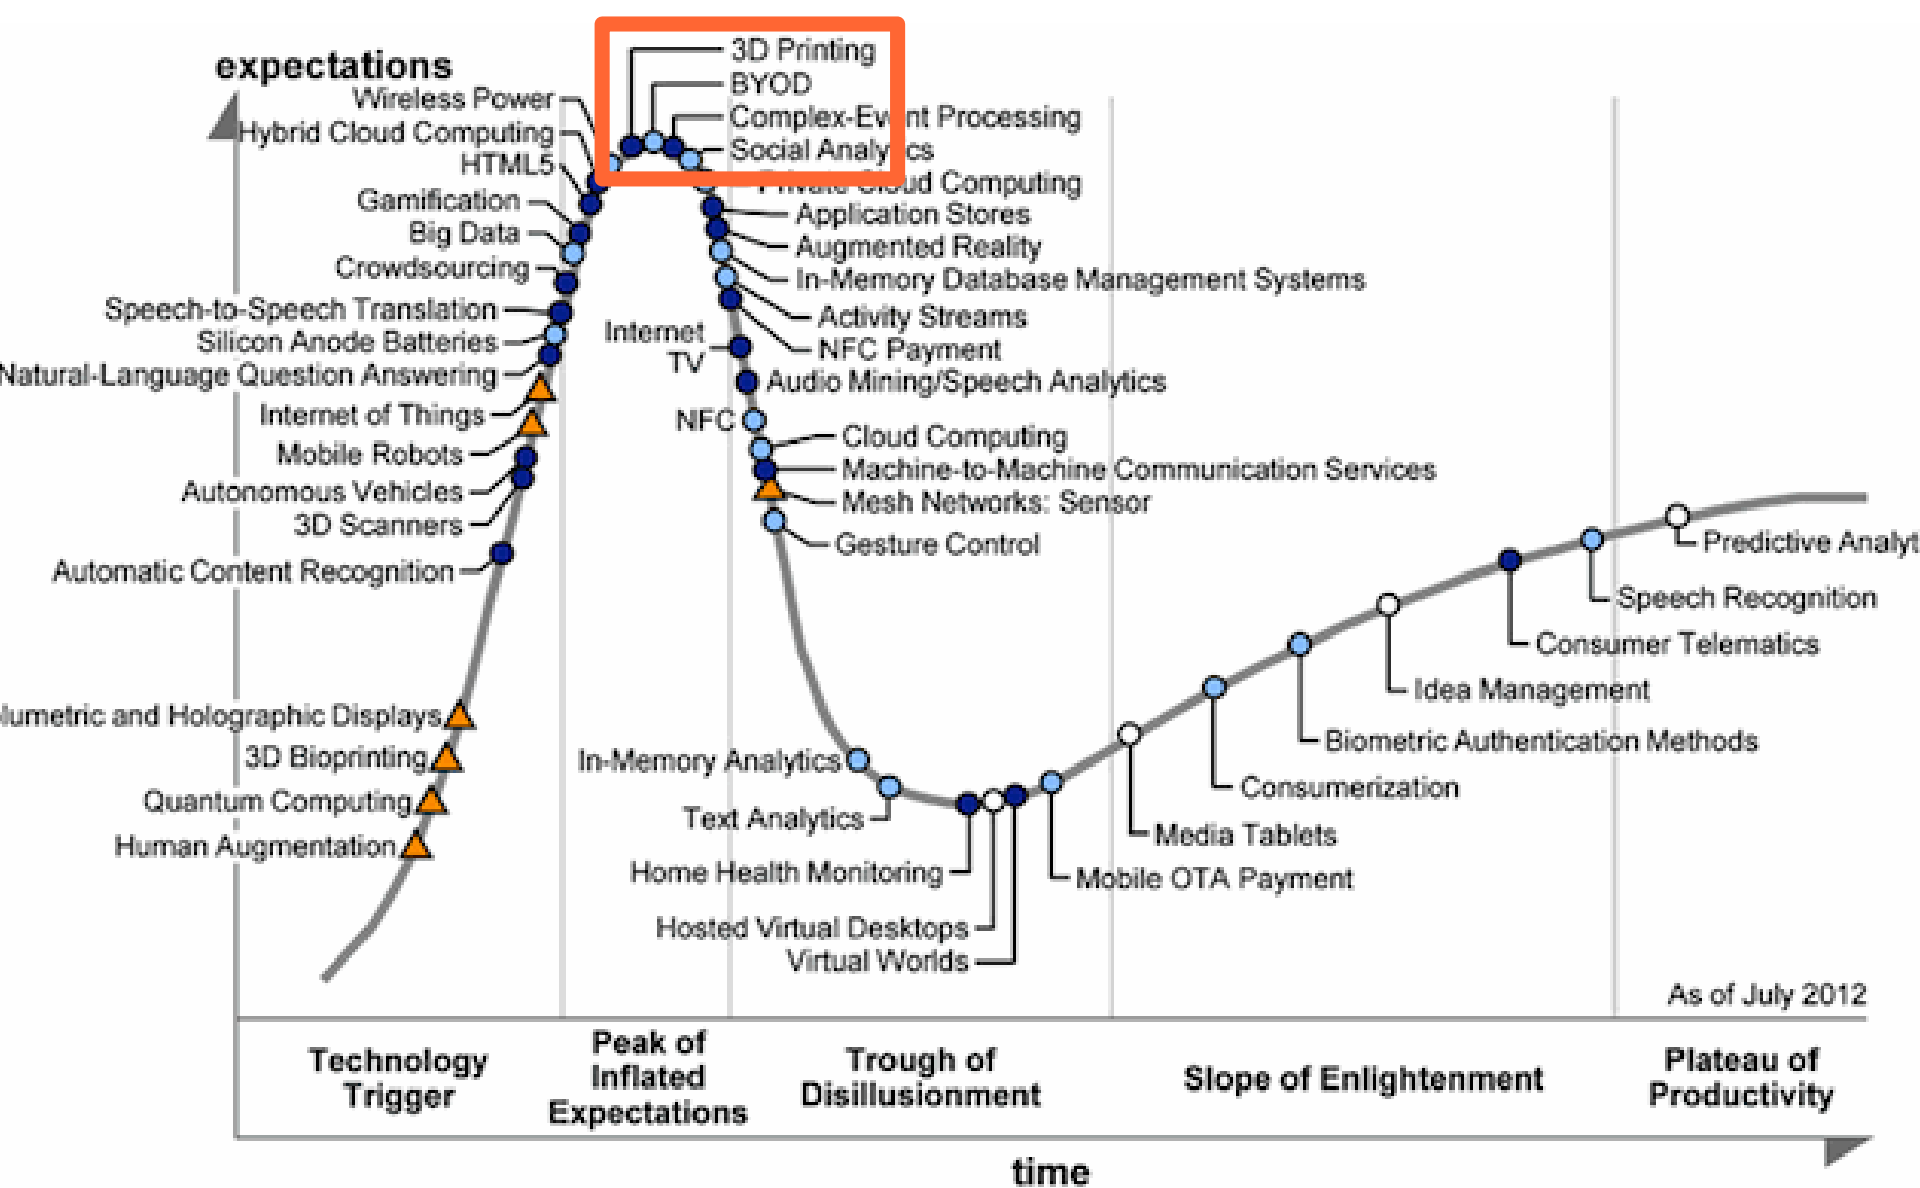 expectations
3D Printing
BYOD
Wireless Power
Complex-Event Processing
Hybrid Cloud Computing
Social Analytics
HTML5
Private Cloud Computing
Gamification
Application Stores
Big Data
Augmented Reality
Crowdsourcing
In-Memory Database Management Systems
Speech-to-Speech Translation
Activity Streams
Silicon Anode Batteries
Internet
TV
NFC Payment
Natural-Language Question Answering
Audio Mining/Speech Analytics
Internet of Things
NFC
Cloud Computing
Mobile Robots
Machine-to-Machine Communication Services
Autonomous Vehicles
Mesh Networks: Sensor
3D Scanners
Gesture Control
Automatic Content Recognition
Predictive Analyt
Speech Recognition
Consumer Telematics
Idea Management
lumetric and Holographic Displays
Biometric Authentication Methods
3D Bioprinting
In-Memory Analytics
Consumerization
Quantum Computing
Text Analytics
Media Tablets
Human Augmentation
Home Health Monitoring
Mobile OTA Payment
Hosted Virtual Desktops
Virtual Worlds
As of July 2012
Technology
Trigger
Peak of
Inflated
Expectations
Trough of
Disillusionment
Slope of Enlightenment
Plateau of
Productivity
time